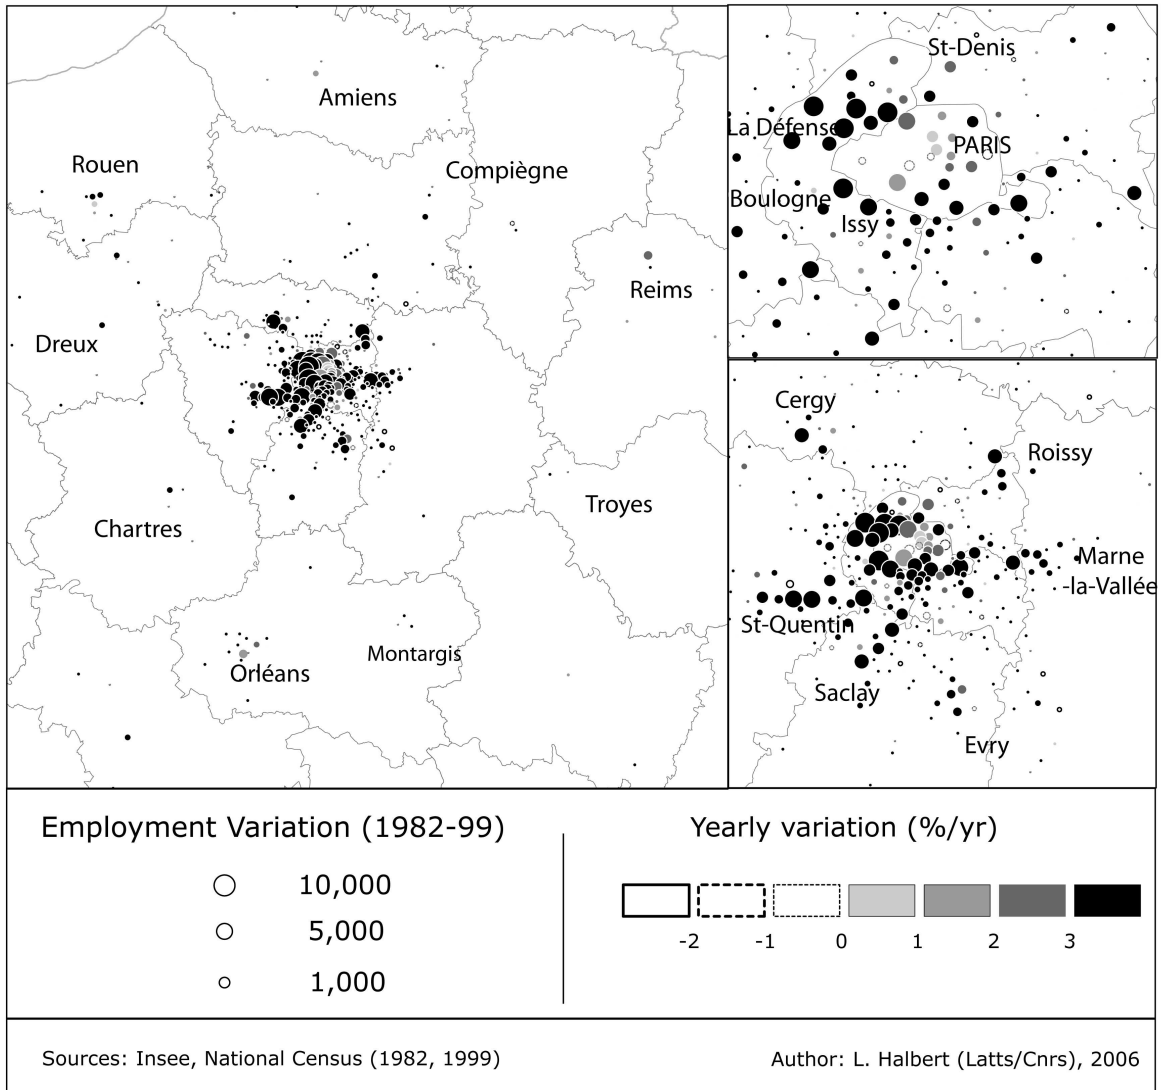 Amiens
Rouen
Compiègne
Reims
Dreux
Troyes
Chartres
Montargis
Orléans
St-Denis
La Défense
PARIS
Boulogne
Issy
Cergy
Roissy
Marne
-la-Vallée
St-Quentin
Saclay
Evry
Employment Variation (1982-99)
10,000
5,000
1,000
Yearly variation (%/yr)
-2 -1 0 1 2 3
Sources: Insee, National Census (1982, 1999)
Author: L. Halbert (Latts/Cnrs), 2006